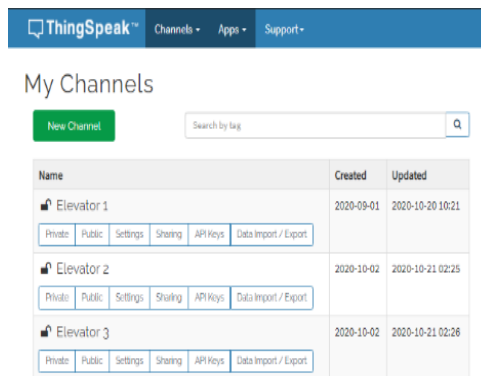 ThingSpeak™ Channels Apps Support
My Channels
New Channel Search by tag
Name Created Updated
Elevator 1 2020-09-01 2020-10-20 10:21
Private Public Settings Sharing API Keys Data Import / Export
Elevator 2 2020-10-02 2020-10-21 02:25
Private Public Settings Sharing API Keys Data Import / Export
Elevator 3 2020-10-02 2020-10-21 02:26
Private Public Settings Sharing API Keys Data Import / Export